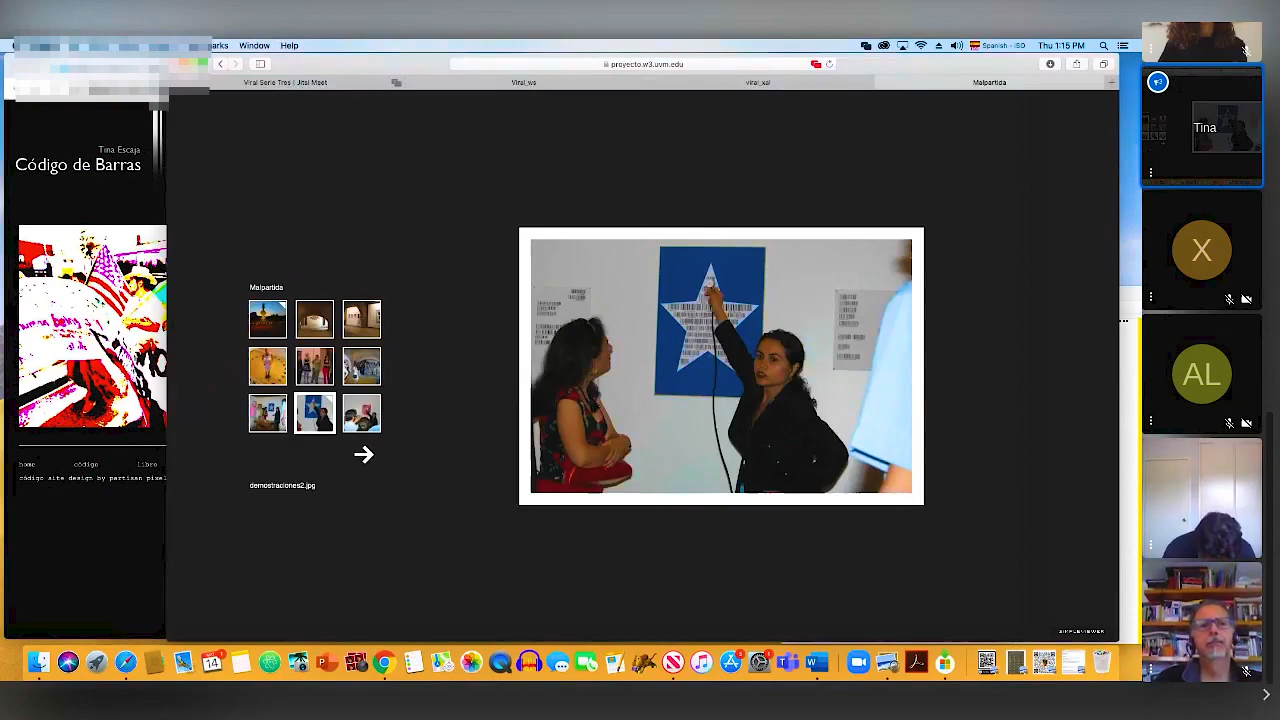 arks Window Help
Spanish - ISO Thu 1:15 PM
proyecto.w3.uvm.edu
Viral Serie Tres | Jitsi Meet
Viral_ws
viral_xal
Malpartida
Tina Escaja
Código de Barras
home código libro
código site design by partisan pixel
Malpartida
demostraciones2.jpg
SIMPLEVIEWER
Tina
X
AL